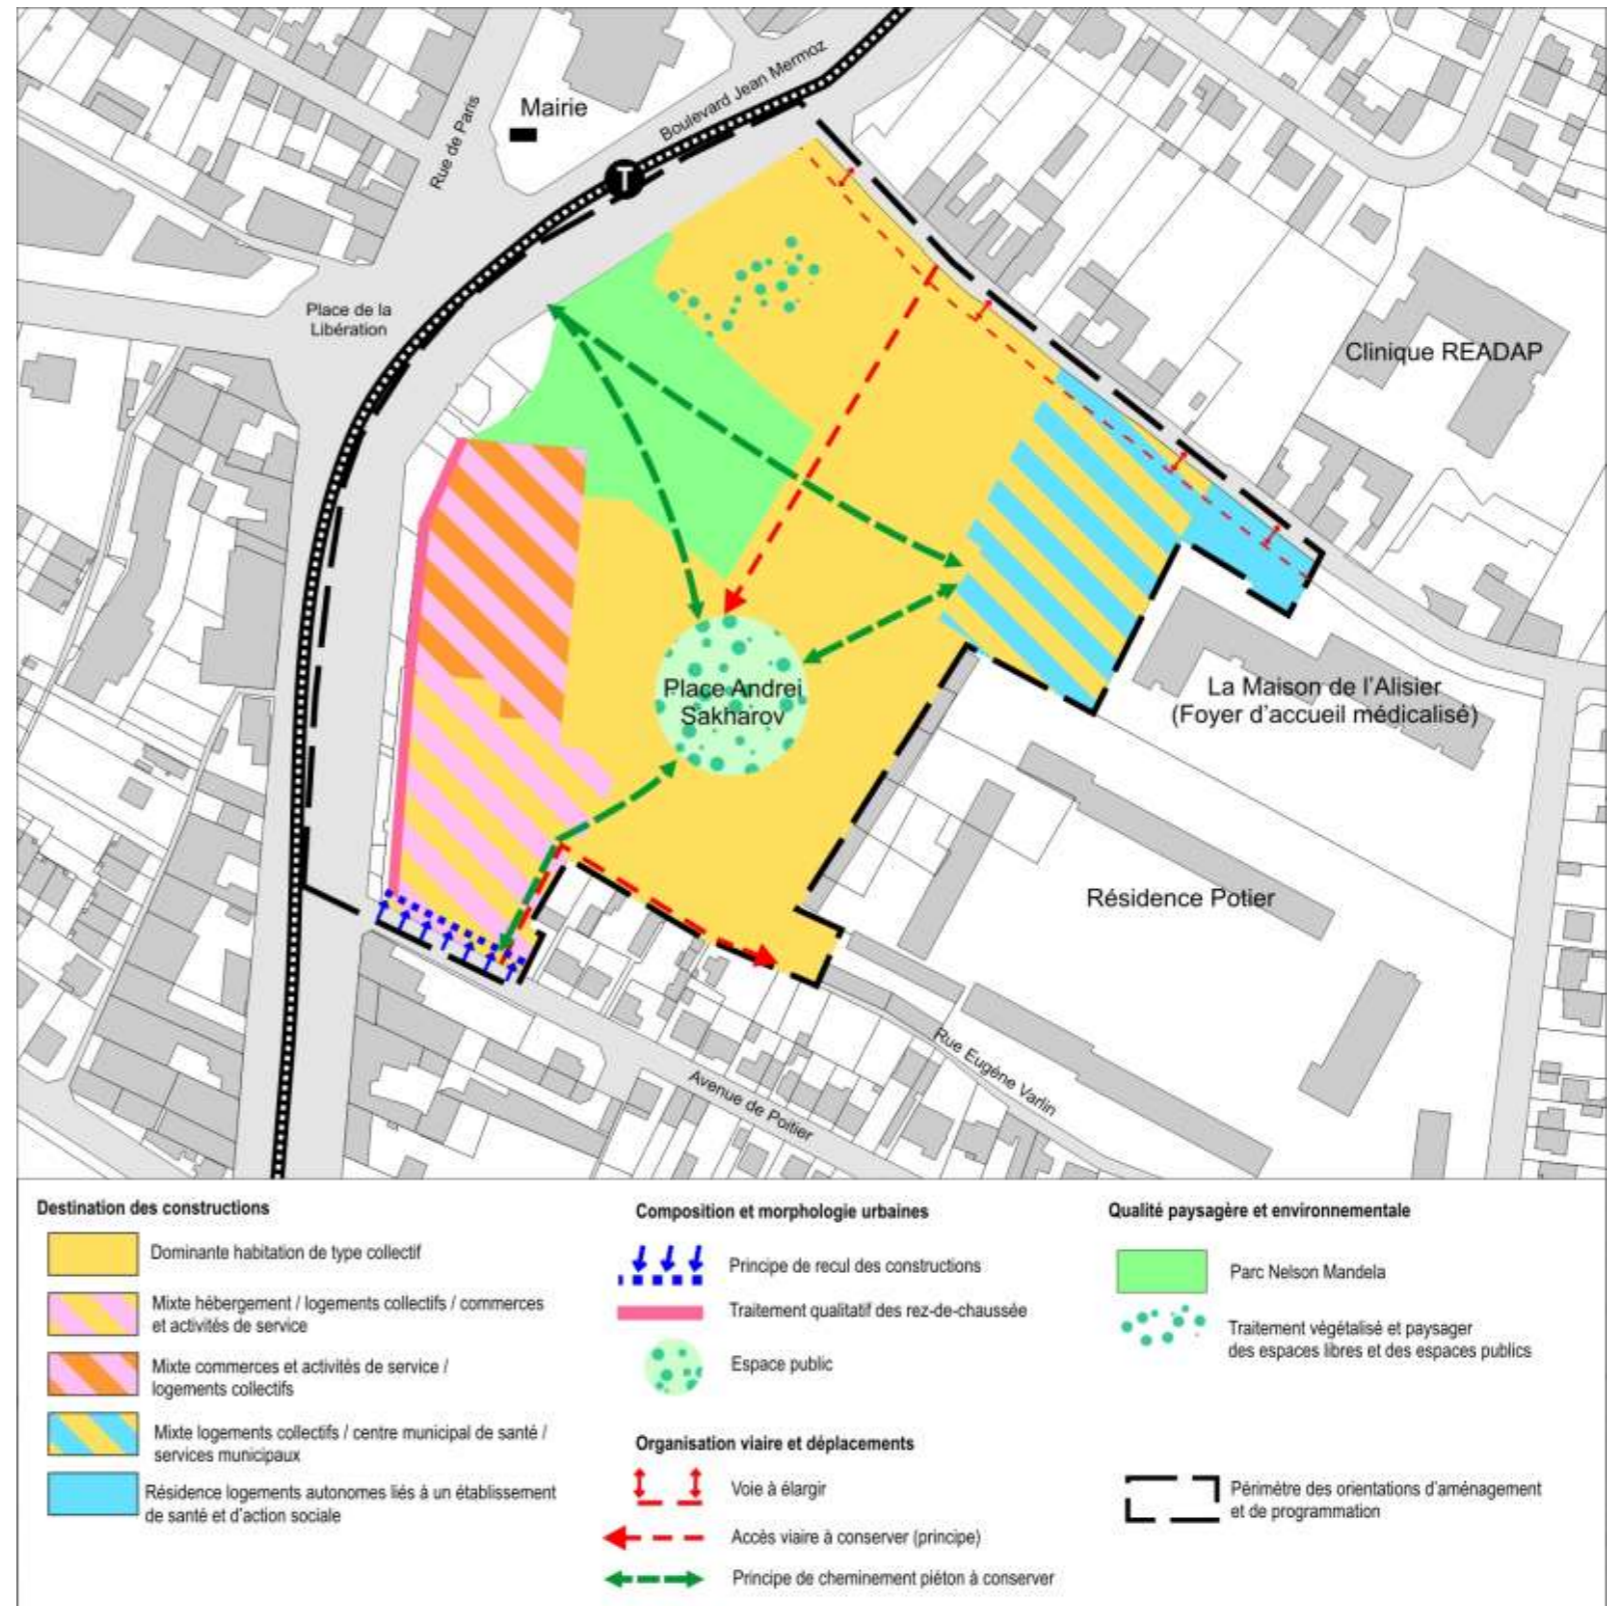 Mairie
Boulevard Jean Mermoz
Rue de Paris
T
Place de la
Libération
Clinique READAP
Place Andrei
Sakharov
La Maison de l'Alisier
(Foyer d'accueil médicalisé)
Résidence Potier
Rue Eugène Varlin
Avenue de Poitier
Destination des constructions
Dominante habitation de type collectif
Mixte hébergement / logements collectifs / commerces
et activités de service
Mixte commerces et activités de service /
logements collectifs
Mixte logements collectifs / centre municipal de santé /
services municipaux
Résidence logements autonomes liés à un établissement
de santé et d'action sociale
Composition et morphologie urbaines
Principe de recul des constructions
Traitement qualitatif des rez-de-chaussée
Espace public
Organisation viaire et déplacements
Voie à élargir
Accès viaire à conserver (principe)
Principe de cheminement piéton à conserver
Qualité paysagère et environnementale
Parc Nelson Mandela
Traitement végétalisé et paysager
des espaces libres et des espaces publics
Périmètre des orientations d'aménagement
et de programmation